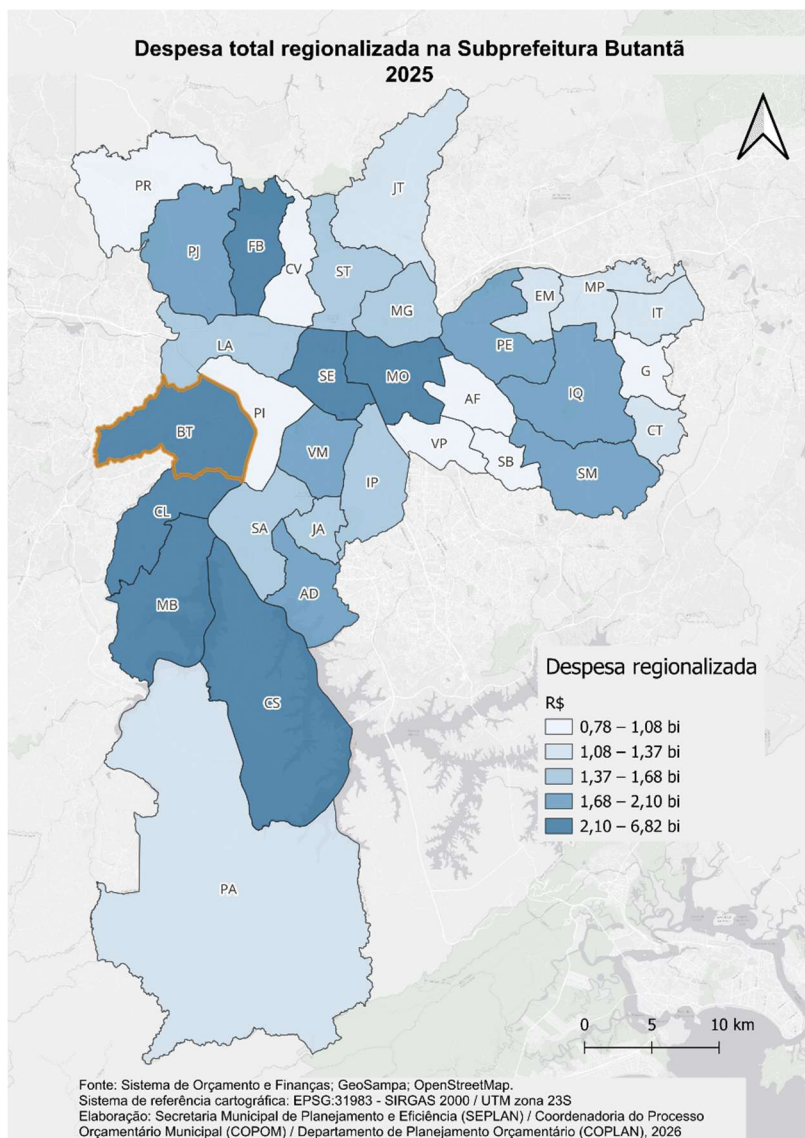 Despesa total regionalizada na Subprefeitura Butantã
2025
JT
PR
FB
PJ
CV
ST
MP
EM
IT
MG
LA
PE
SE
MO
G
IQ
AF
PI
BT
CT
VP
VM
SB
SM
IP
CL
SA
JA
AD
MB
CS
PA
Despesa regionalizada
R$
0,78 – 1,08 bi
1,08 – 1,37 bi
1,37 – 1,68 bi
1,68 – 2,10 bi
2,10 – 6,82 bi
0 5 10 km
Fonte: Sistema de Orçamento e Finanças; GeoSampa; OpenStreetMap.
Sistema de referência cartográfica: EPSG:31983 - SIRGAS 2000 / UTM zona 23S
Elaboração: Secretaria Municipal de Planejamento e Eficiência (SEPLAN) / Coordenadoria do Processo
Orçamentário Municipal (COPOM) / Departamento de Planejamento Orçamentário (COPLAN), 2026